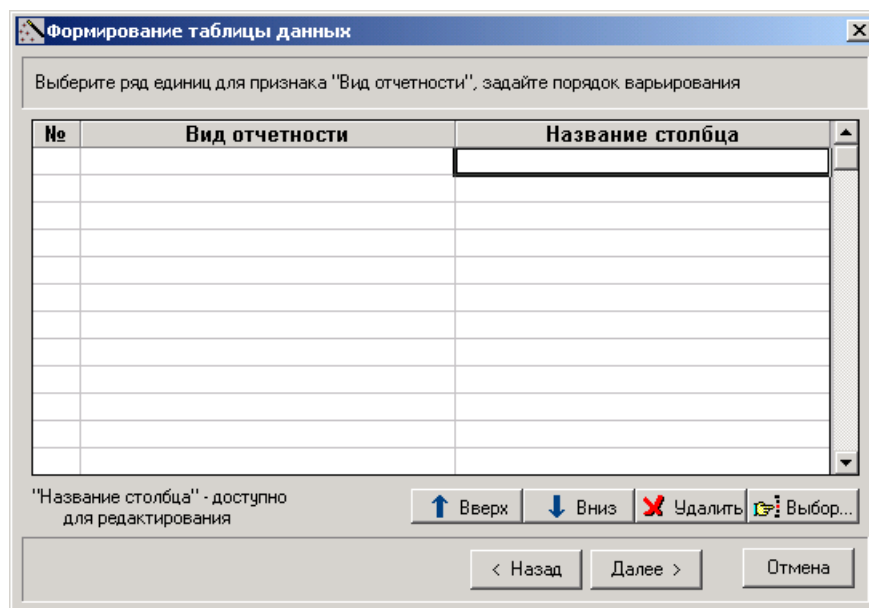 Формирование таблицы данных
Выберите ряд единиц для признака "Вид отчетности", задайте порядок варьирования
№ Вид отчетности Название столбца
"Название столбца" - доступно
для редактирования
Вверх Вниз Удалить Выбор...
< Назад Далее > Отмена